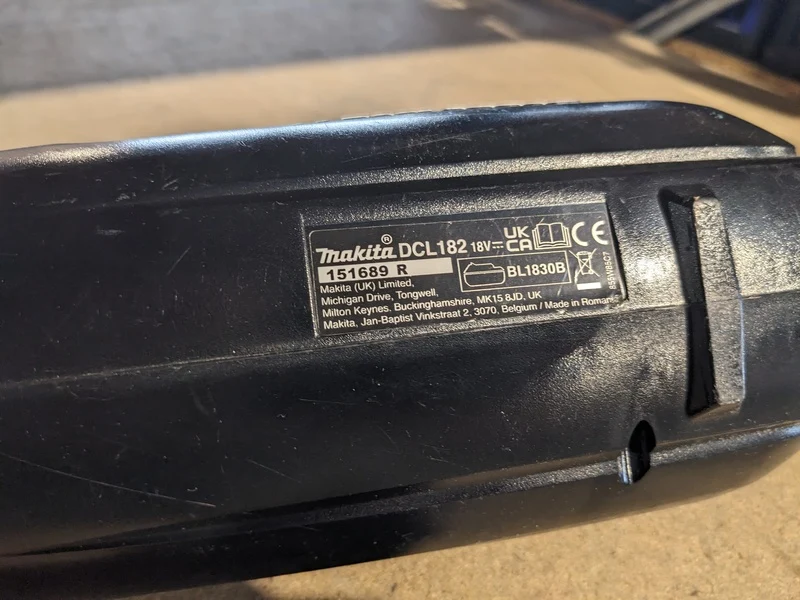 makita® DCL182 18V⎓ UK CA CE
151689 R BL1830B
Makita (UK) Limited,
Michigan Drive, Tongwell,
Milton Keynes, Buckinghamshire, MK15 8JD, UK
Makita, Jan-Baptist Vinkstraat 2, 3070, Belgium / Made in Romania